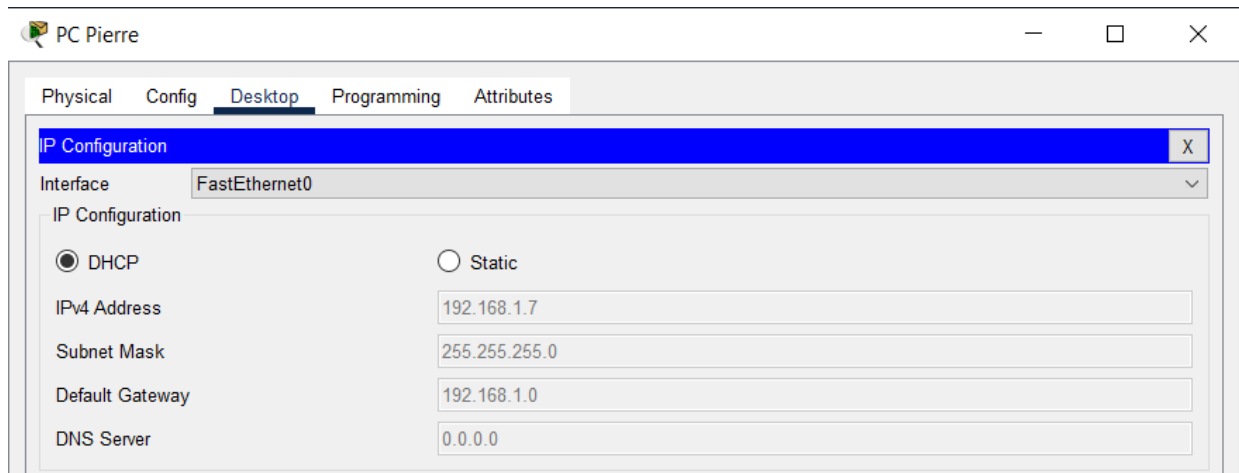 PC Pierre
Physical Config Desktop Programming Attributes
IP Configuration X
Interface FastEthernet0
IP Configuration
DHCP Static
IPv4 Address 192.168.1.7
Subnet Mask 255.255.255.0
Default Gateway 192.168.1.0
DNS Server 0.0.0.0